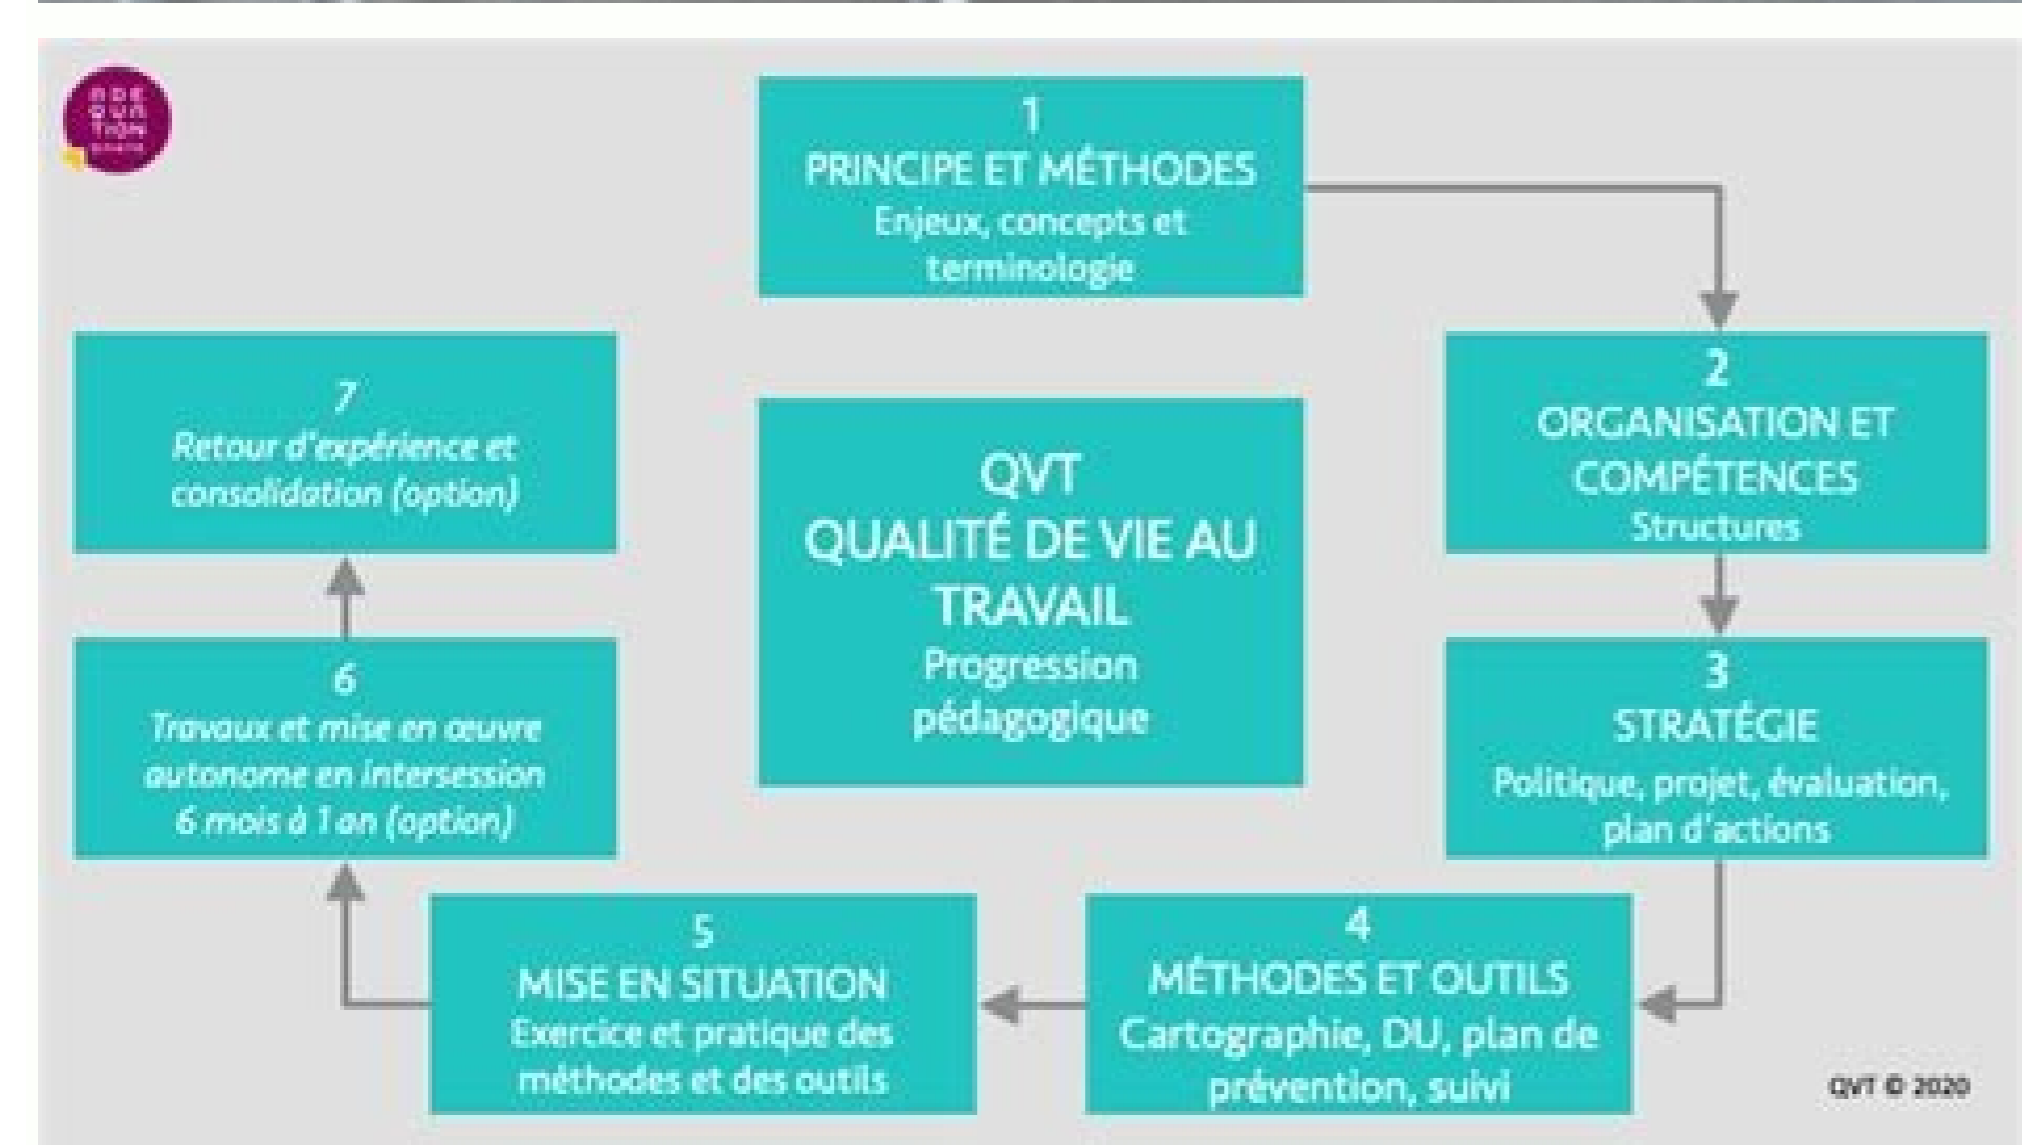 ADE
QUA
TION
1
PRINCIPE ET MÉTHODES
Enjeux, concepts et
terminologie
2
ORGANISATION ET
COMPÉTENCES
Structures
3
STRATÉGIE
Politique, projet, évaluation,
plan d'actions
4
MÉTHODES ET OUTILS
Cartographie, DU, plan de
prévention, suivi
5
MISE EN SITUATION
Exercice et pratique des
méthodes et des outils
6
Travaux et mise en œuvre
autonome en intersession
6 mois à 1 an (option)
7
Retour d'expérience et
consolidation (option)
QVT
QUALITÉ DE VIE AU
TRAVAIL
Progression
pédagogique
QVT © 2020